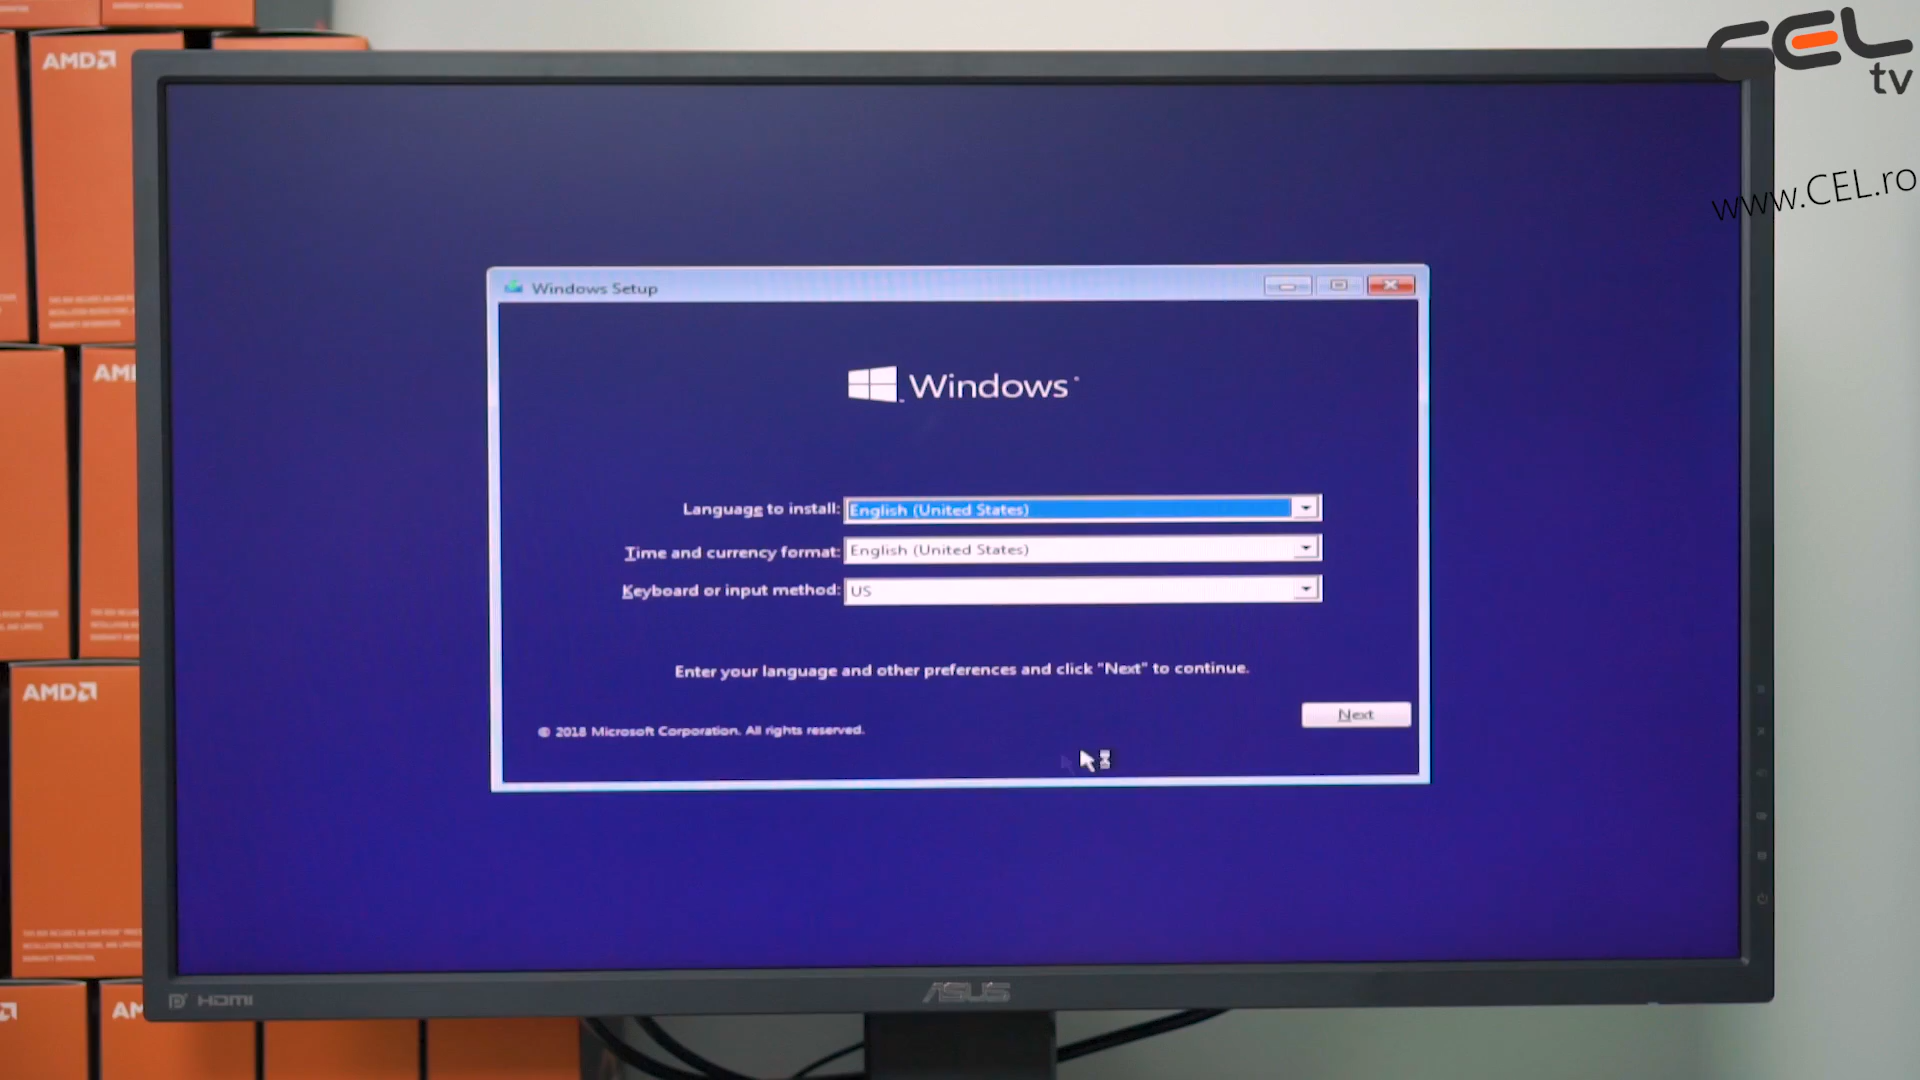 CEL
tv
www.CEL.ro
AMD
Windows Setup
Windows
Language to install: English (United States)
Time and currency format: English (United States)
Keyboard or input method: US
Enter your language and other preferences and click "Next" to continue.
Next
© 2018 Microsoft Corporation. All rights reserved.
AMD
HDMI
ASUS